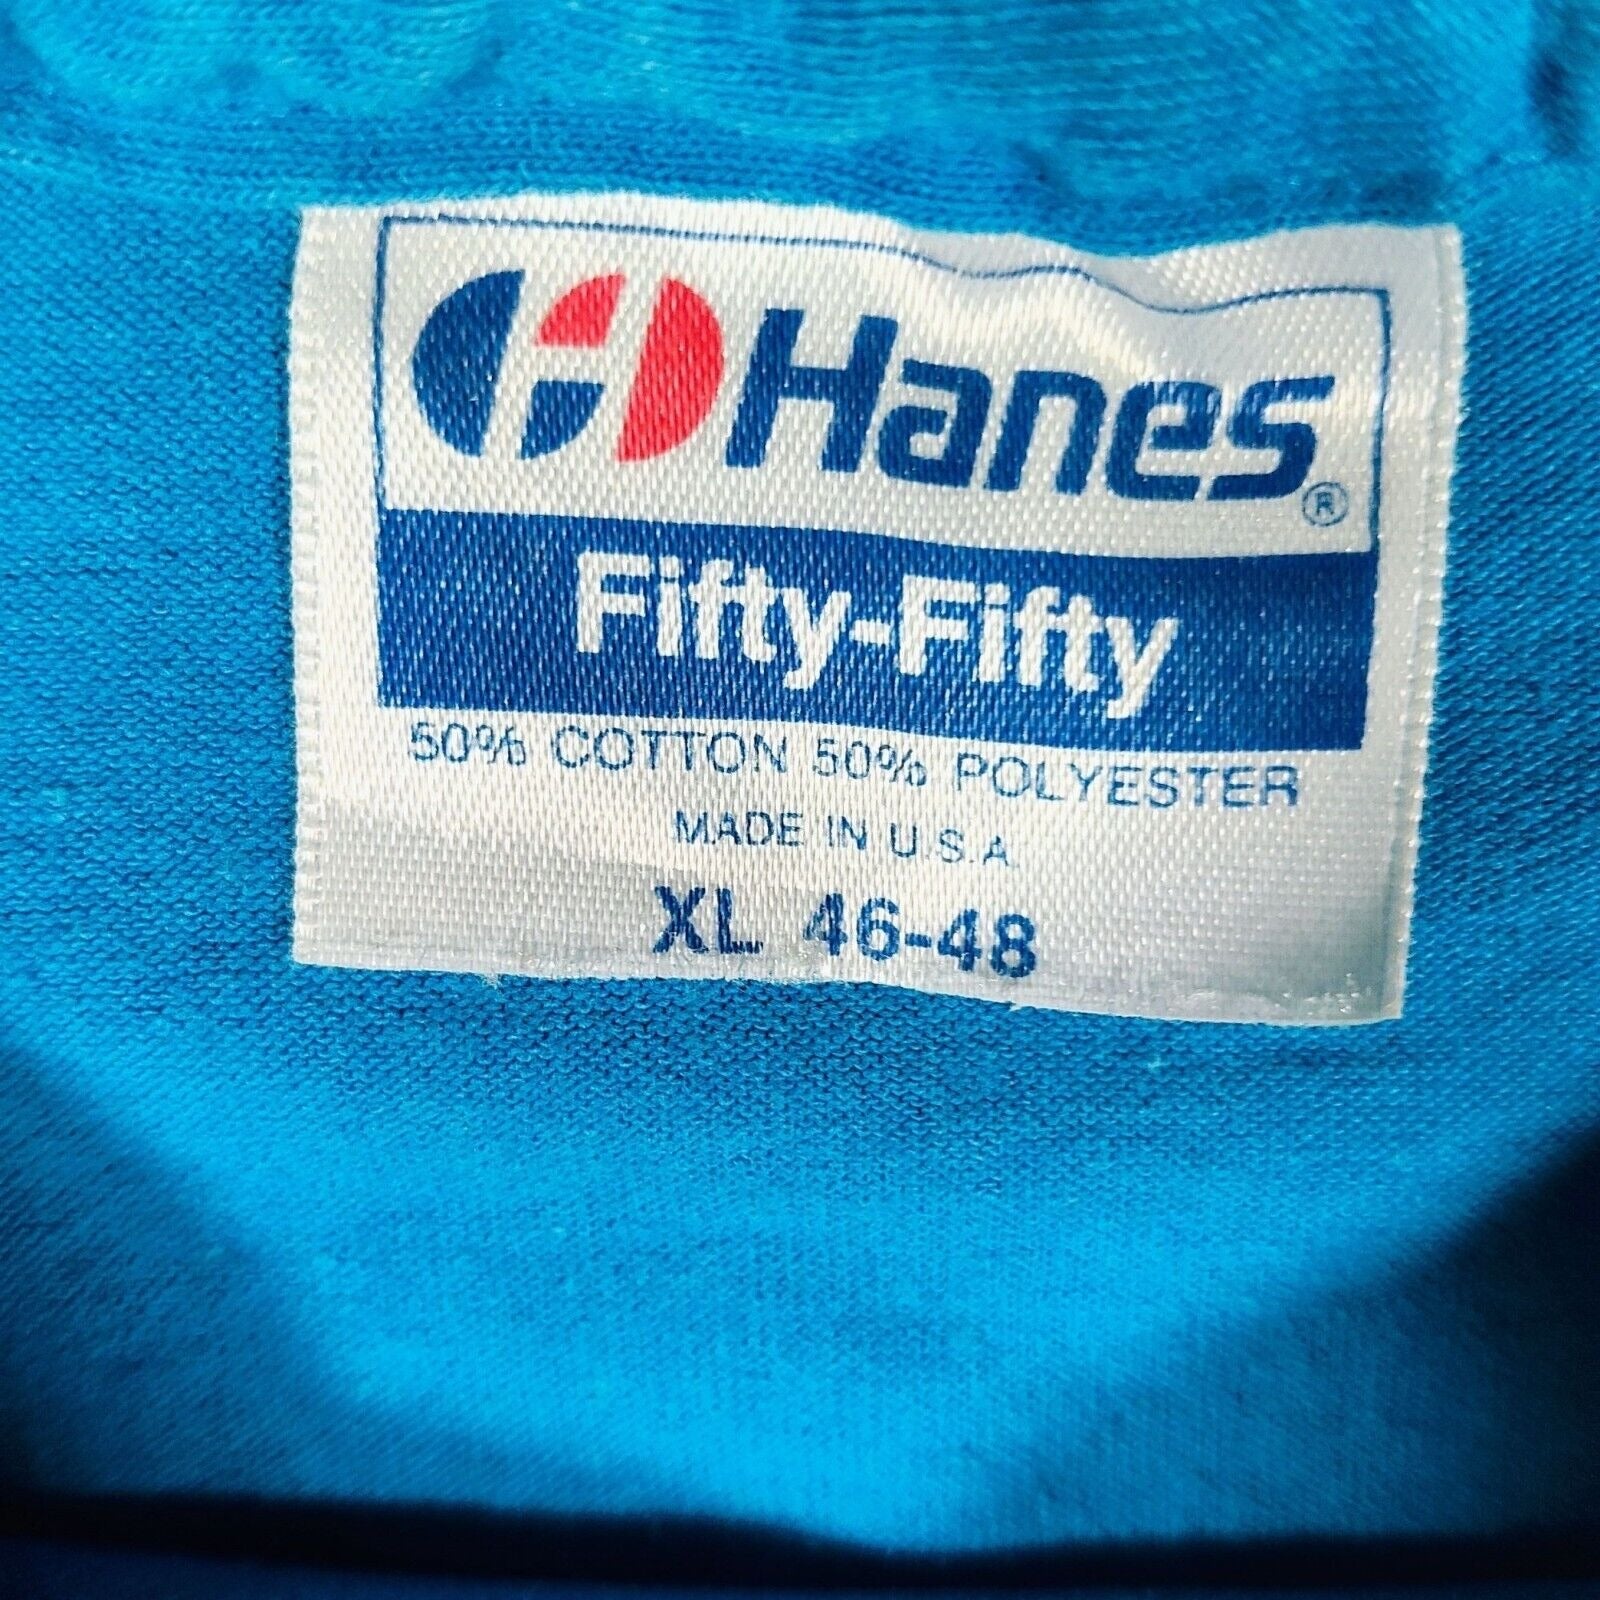 Hanes®
Fifty-Fifty
50% COTTON 50% POLYESTER
MADE IN U.S.A.
XL 46-48